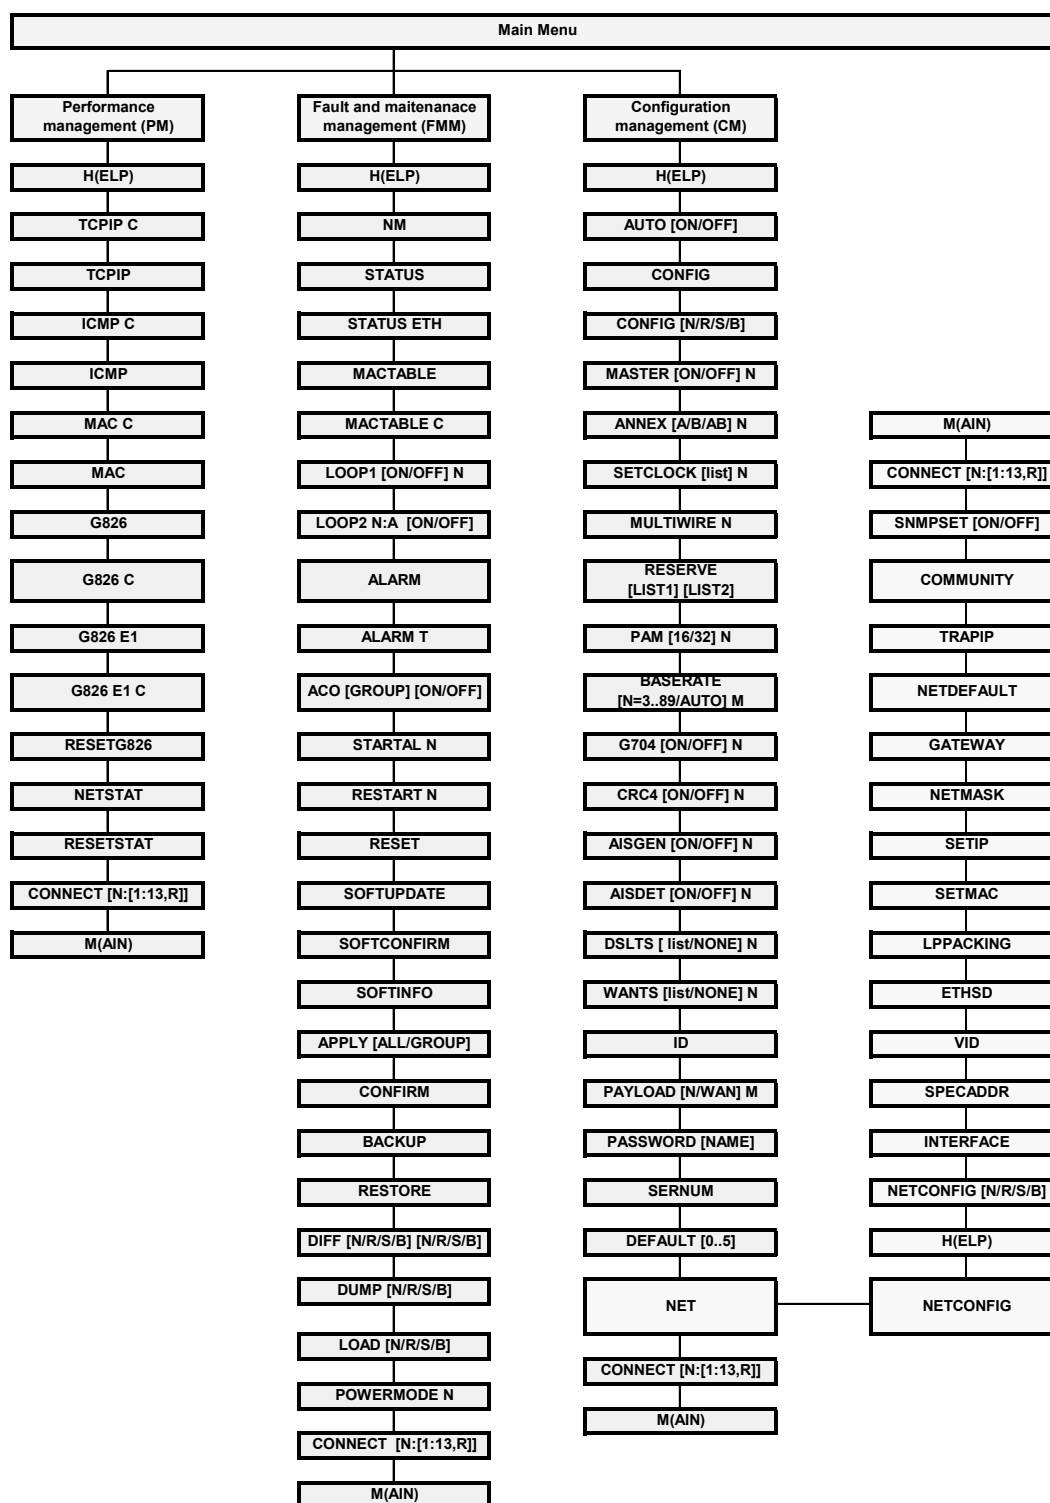 Main Menu
Performance
management (PM)
H(ELP)
TCPIP C
TCPIP
ICMP C
ICMP
MAC C
MAC
G826
G826 C
G826 E1
G826 E1 C
RESETG826
NETSTAT
RESETSTAT
CONNECT [N:[1:13,R]]
M(AIN)
Fault and maitenanace
management (FMM)
H(ELP)
NM
STATUS
STATUS ETH
MACTABLE
MACTABLE C
LOOP1 [ON/OFF] N
LOOP2 N:A [ON/OFF]
ALARM
ALARM T
ACO [GROUP] [ON/OFF]
STARTAL N
RESTART N
RESET
SOFTUPDATE
SOFTCONFIRM
SOFTINFO
APPLY [ALL/GROUP]
CONFIRM
BACKUP
RESTORE
DIFF [N/R/S/B] [N/R/S/B]
DUMP [N/R/S/B]
LOAD [N/R/S/B]
POWERMODE N
CONNECT [N:[1:13,R]]
M(AIN)
Configuration
management (CM)
H(ELP)
AUTO [ON/OFF]
CONFIG
CONFIG [N/R/S/B]
MASTER [ON/OFF] N
ANNEX [A/B/AB] N
SETCLOCK [list] N
MULTIWIRE N
RESERVE
[LIST1] [LIST2]
PAM [16/32] N
BASERATE
[N=3..89/AUTO] M
G704 [ON/OFF] N
CRC4 [ON/OFF] N
AISGEN [ON/OFF] N
AISDET [ON/OFF] N
DSLTS [ list/NONE] N
WANTS [list/NONE] N
ID
PAYLOAD [N/WAN] M
PASSWORD [NAME]
SERNUM
DEFAULT [0..5]
NET
CONNECT [N:[1:13,R]]
M(AIN)
M(AIN)
CONNECT [N:[1:13,R]]
SNMPSET [ON/OFF]
COMMUNITY
TRAPIP
NETDEFAULT
GATEWAY
NETMASK
SETIP
SETMAC
LPPACKING
ETHSD
VID
SPECADDR
INTERFACE
NETCONFIG [N/R/S/B]
H(ELP)
NETCONFIG